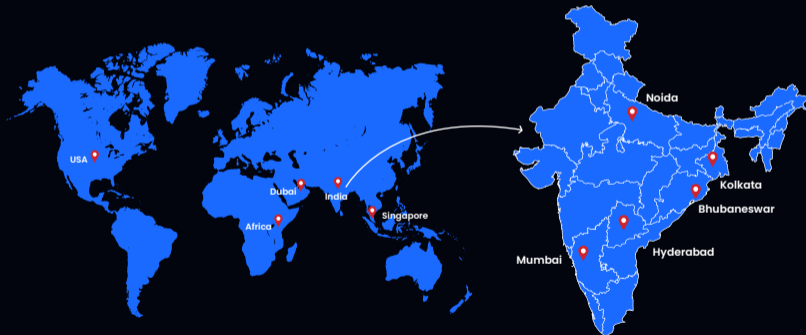 USA
Dubai
India
Africa
Singapore
Noida
Kolkata
Bhubaneswar
Hyderabad
Mumbai